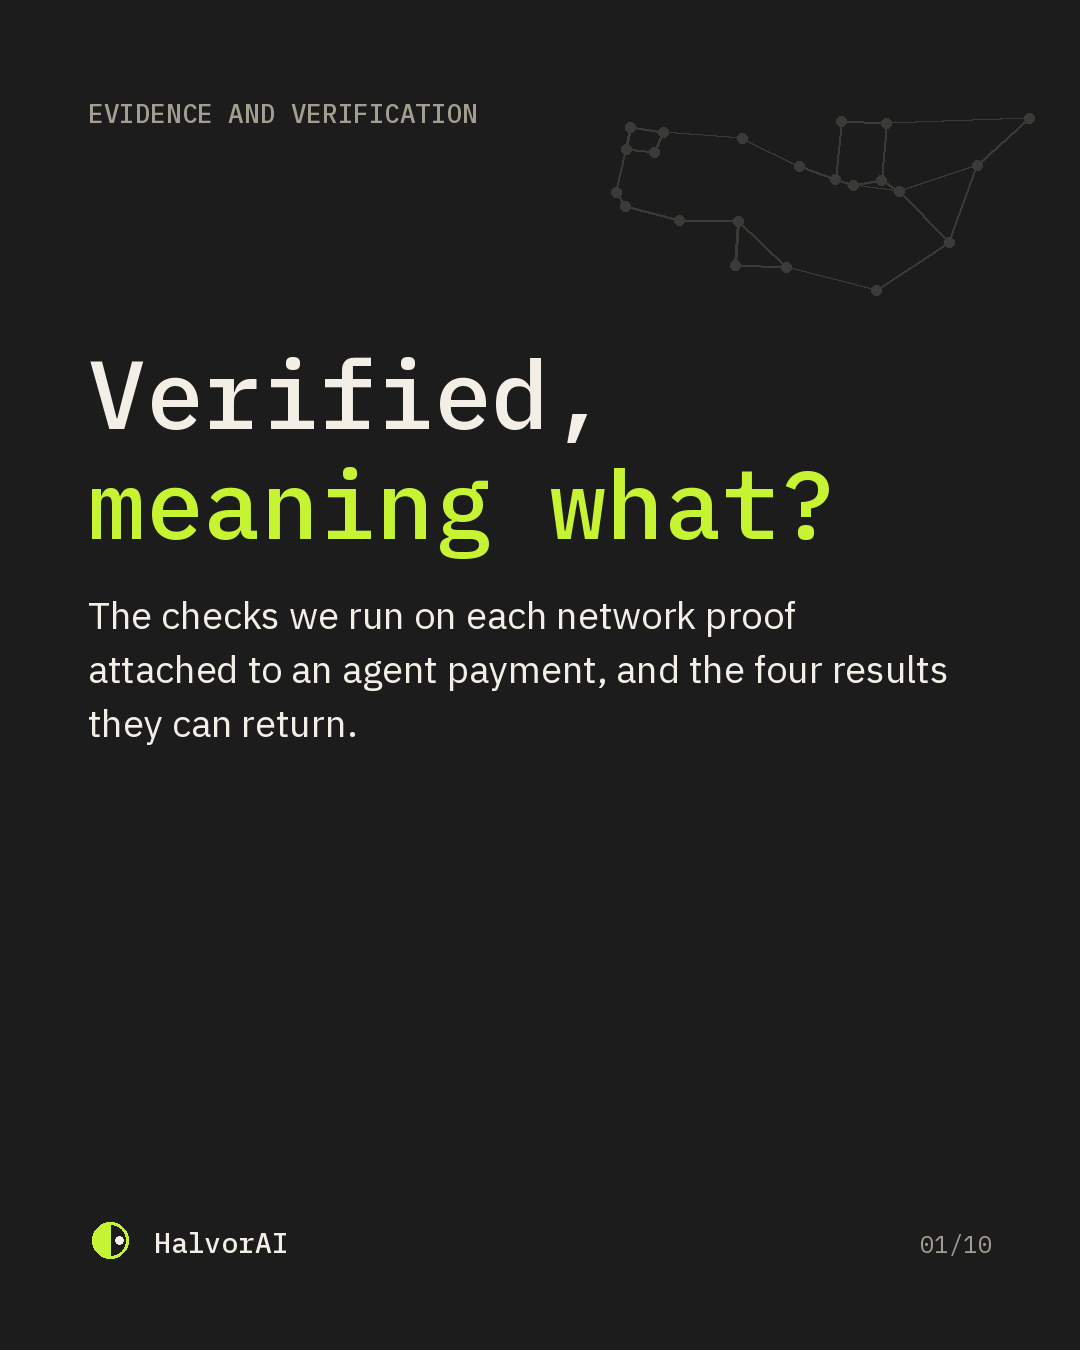 EVIDENCE AND VERIFICATION
Verified,
meaning what?
The checks we run on each network proof
attached to an agent payment, and the four results
they can return.
HalvorAI
01/10